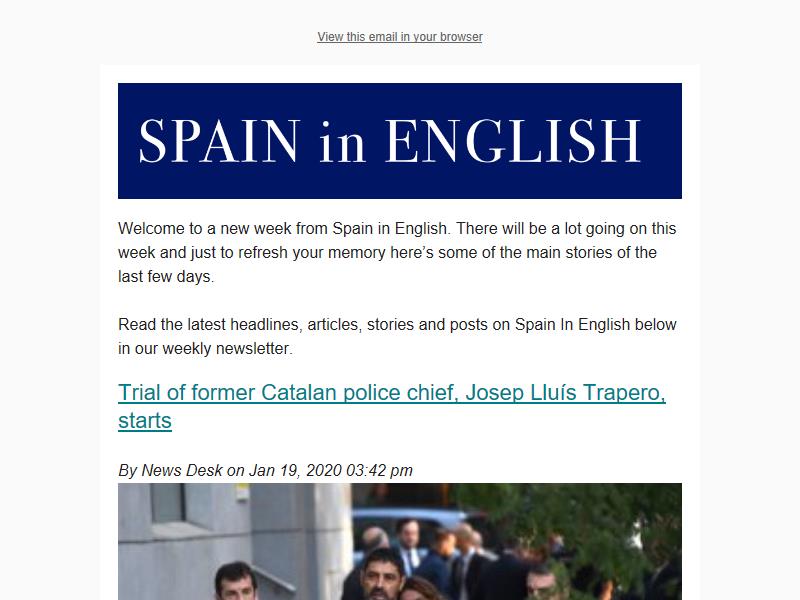 View this email in your browser
SPAIN in ENGLISH
Welcome to a new week from Spain in English. There will be a lot going on this
week and just to refresh your memory here’s some of the main stories of the
last few days.
Read the latest headlines, articles, stories and posts on Spain In English below
in our weekly newsletter.
Trial of former Catalan police chief, Josep Lluís Trapero,
starts
By News Desk on Jan 19, 2020 03:42 pm